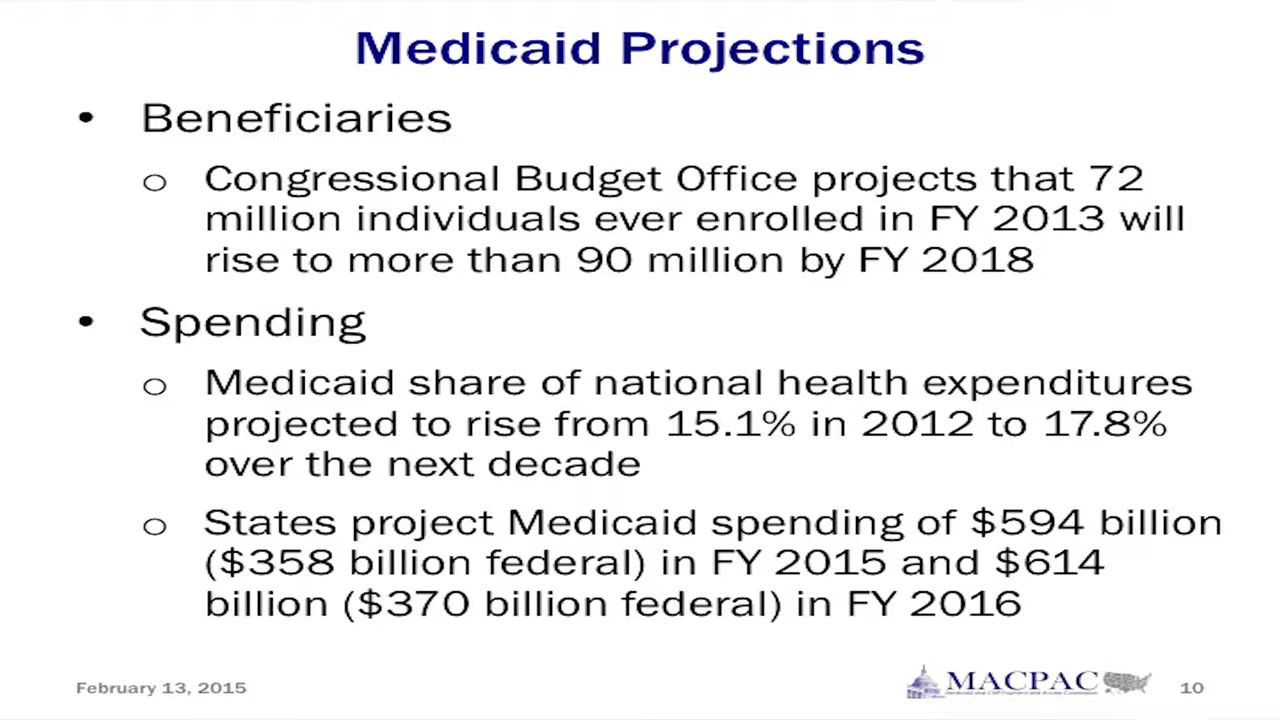 Medicaid Projections
• Beneficiaries
o Congressional Budget Office projects that 72
million individuals ever enrolled in FY 2013 will
rise to more than 90 million by FY 2018
• Spending
o Medicaid share of national health expenditures
projected to rise from 15.1% in 2012 to 17.8%
over the next decade
o States project Medicaid spending of $594 billion
($358 billion federal) in FY 2015 and $614
billion ($370 billion federal) in FY 2016
February 13, 2015
MACPAC
10